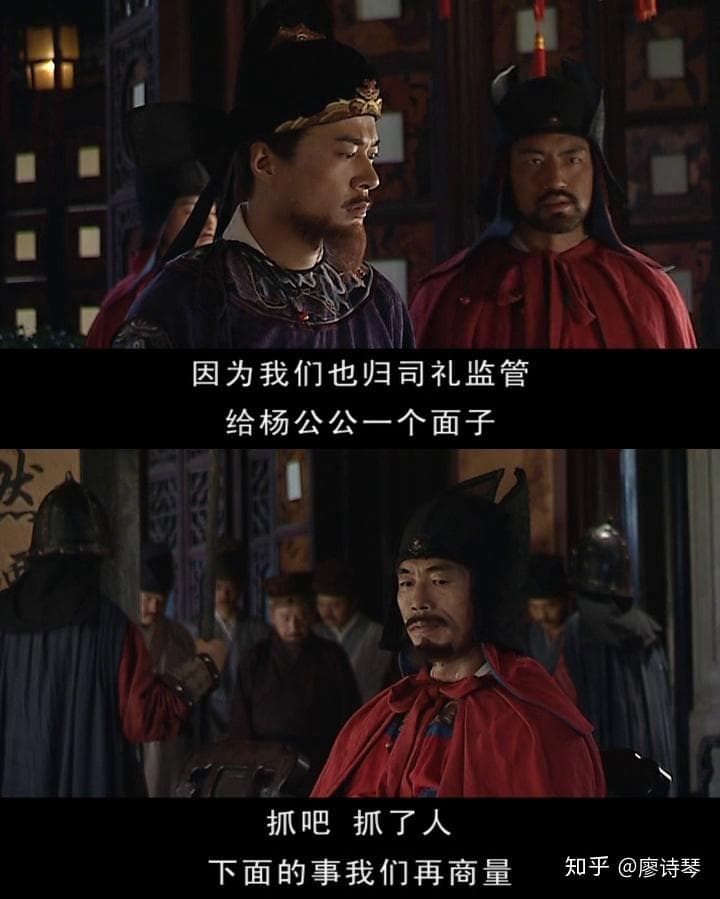 因为我们也归司礼监管
给杨公公一个面子
抓吧 抓了人
下面的事我们再商量
知乎 @廖诗琴